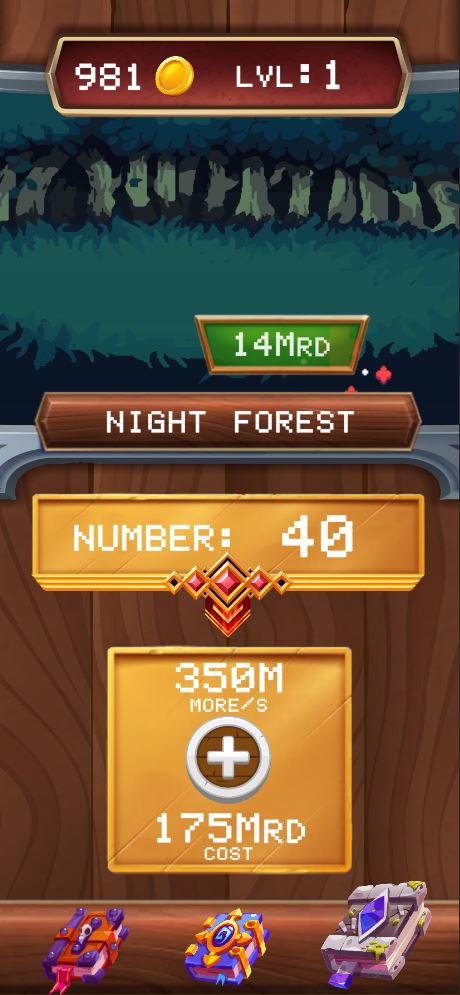 981 LVL: 1
14MRD
NIGHT FOREST
NUMBER: 40
350M
MORE/S
175MRD
COST